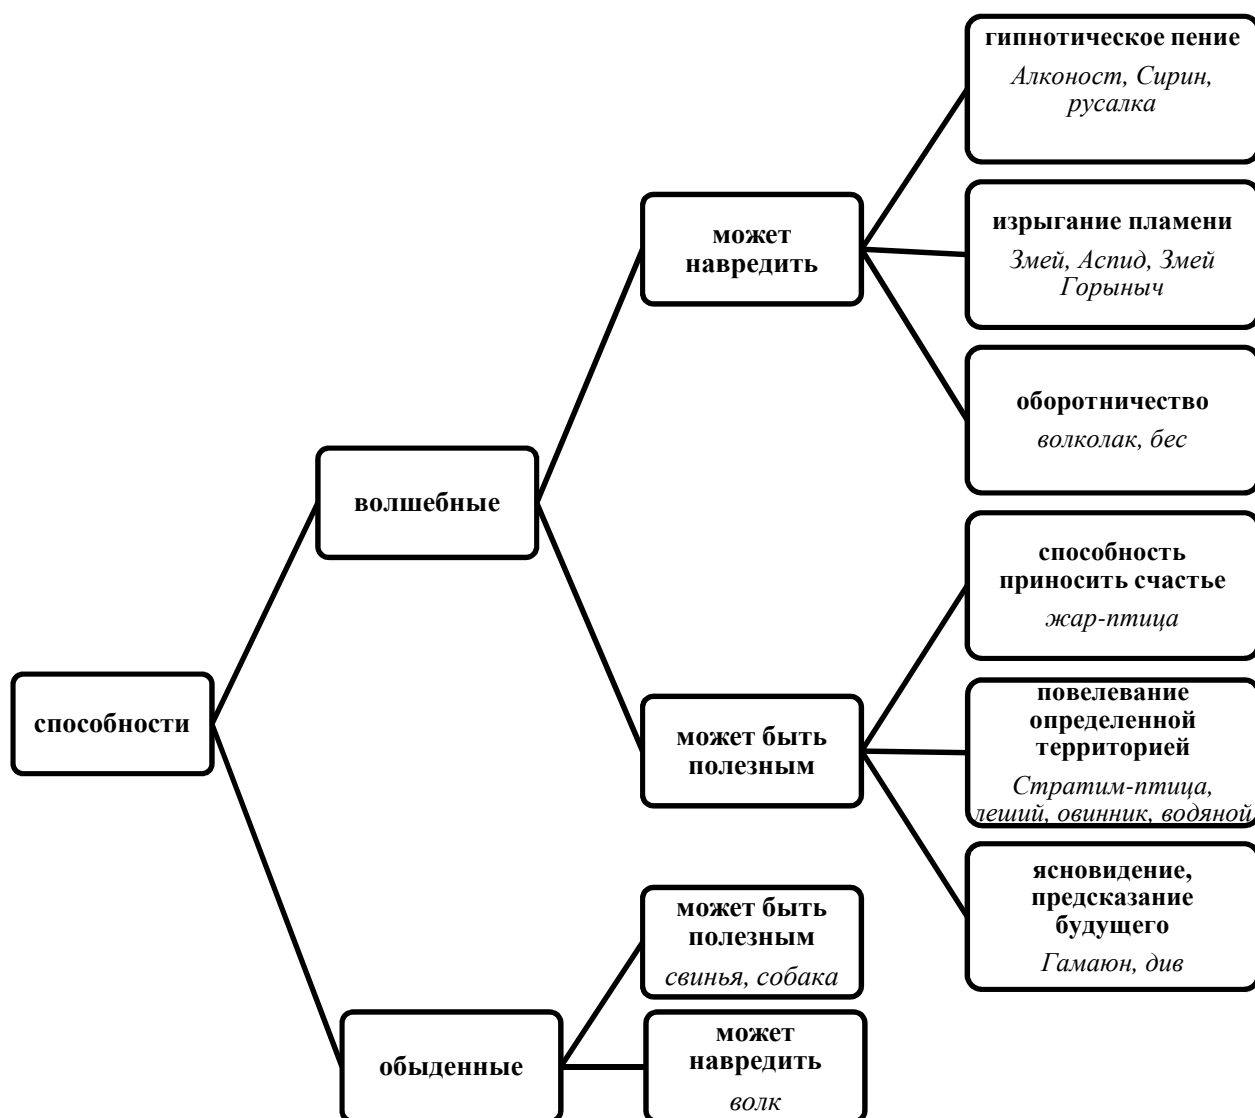 гипнотическое пение
Алконост, Сирин,
русалка
изрыгание пламени
Змей, Аспид, Змей
Горыныч
может
навредить
оборотничество
волколак, бес
волшебные
способность
приносить счастье
жар-птица
способности
может быть
полезным
повелевание
определенной
территорией
Стратим-птица,
леший, овинник, водяной
ясновидение,
предсказание
будущего
Гамаюн, див
может быть
полезным
свинья, собака
обыденные
может
навредить
волк